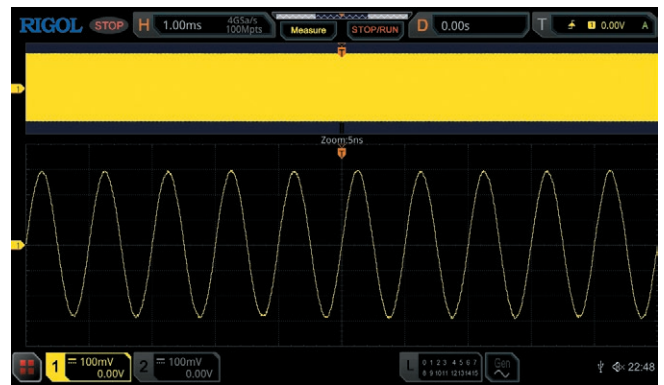 RIGOL STOP H 1.00ms 4GSa/s 100Mpts Measure STOP/RUN D 0.00s T 1 0.00V A
T
1
Zoom:5ns
T
1
1 100mV 0.00V 2 100mV 0.00V L 0 1 2 3 4 5 6 7 8 9 10 11 12 13 14 15 Gen 22:48